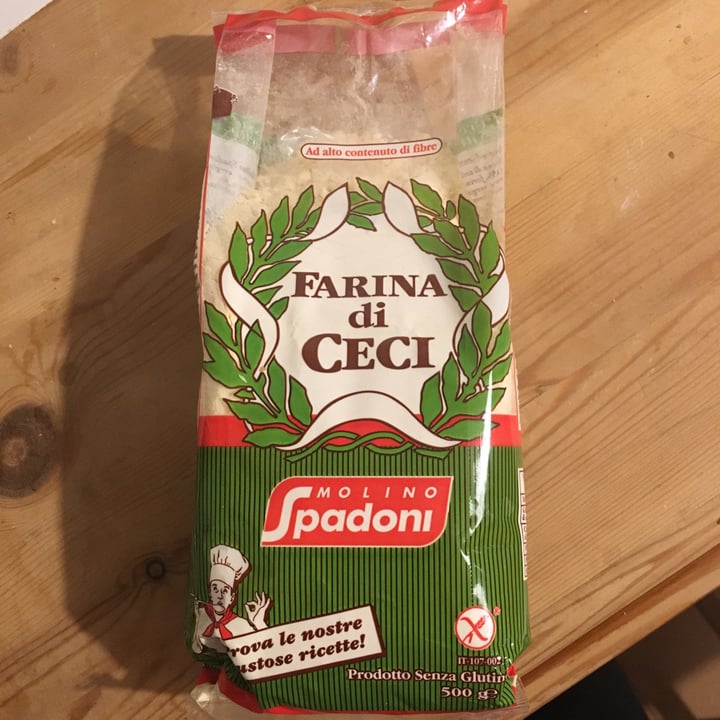 Ad alto contenuto di fibre
FARINA
di
CECI
MOLINO
Spadoni
rova le nostre
ustose ricette!
IT-107-002
Prodotto Senza Glutin
500 g e